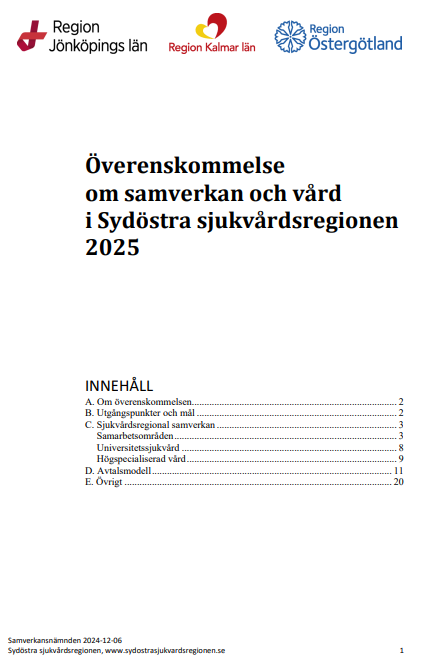 Region
Jönköpings län
Region Kalmar län
Region
Östergötland
Överenskommelse
om samverkan och vård
i Sydöstra sjukvårdsregionen
2025
INNEHÅLL
A. Om överenskommelsen.......... 2
B. Utgångspunkter och mål.......... 2
C. Sjukvårdsregional samverkan.......... 3
Samarbetsområden.......... 3
Universitetssjukvård.......... 8
Högspecialiserad vård.......... 9
D. Avtalsmodell.......... 11
E. Övrigt.......... 20
Samverkansnämnden 2024-12-06
Sydöstra sjukvårdsregionen, www.sydostrasjukvardsregionen.se 1